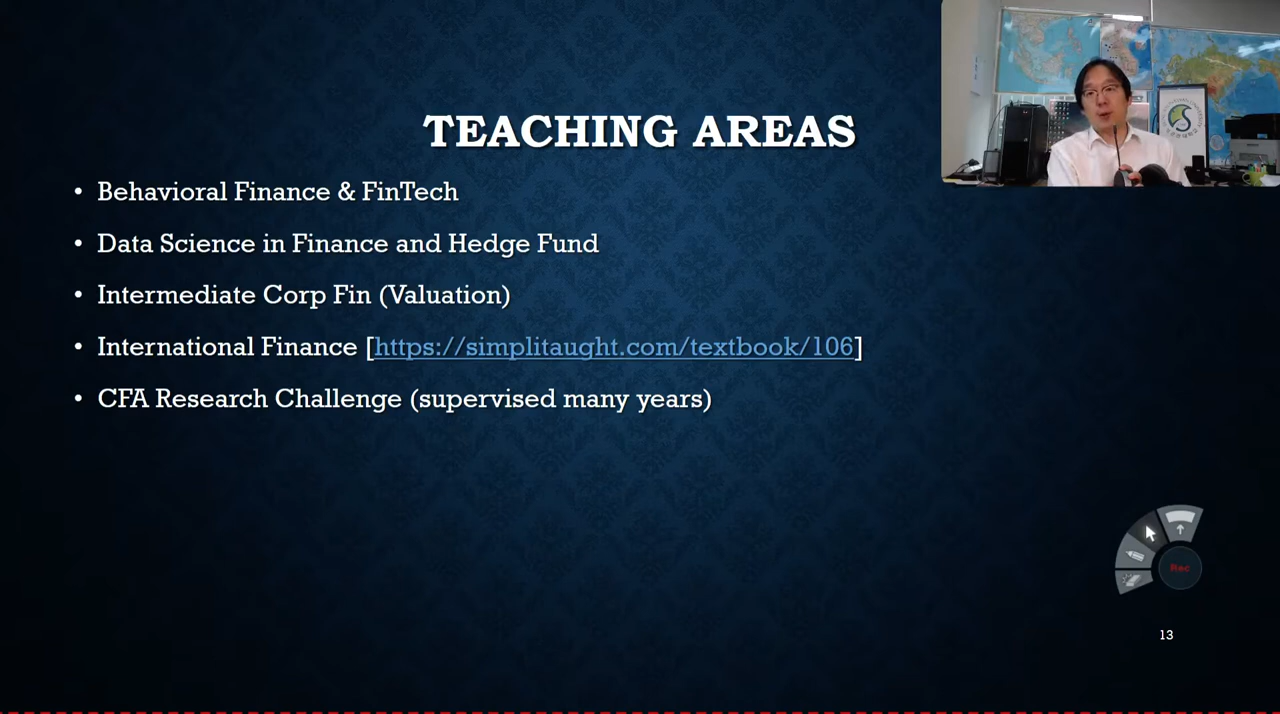 TEACHING AREAS
• Behavioral Finance & FinTech
• Data Science in Finance and Hedge Fund
• Intermediate Corp Fin (Valuation)
• International Finance [https://simplitaught.com/textbook/106]
• CFA Research Challenge (supervised many years)
Rec
13